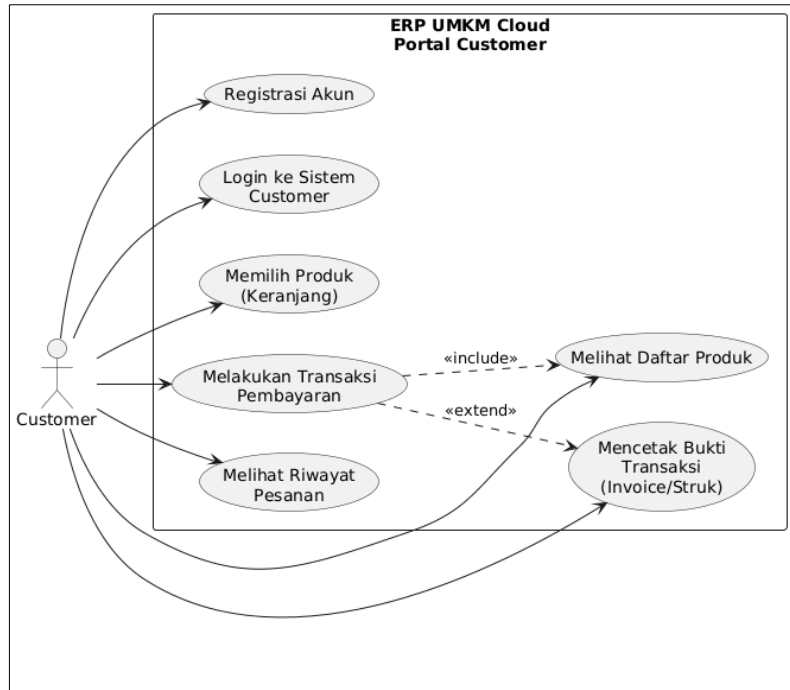 ERP UMKM Cloud
Portal Customer
Registrasi Akun
Login ke Sistem
Customer
Memilih Produk
(Keranjang)
Melakukan Transaksi
Pembayaran
«include»
Melihat Daftar Produk
«extend»
Mencetak Bukti
Transaksi
(Invoice/Struk)
Melihat Riwayat
Pesanan
Customer